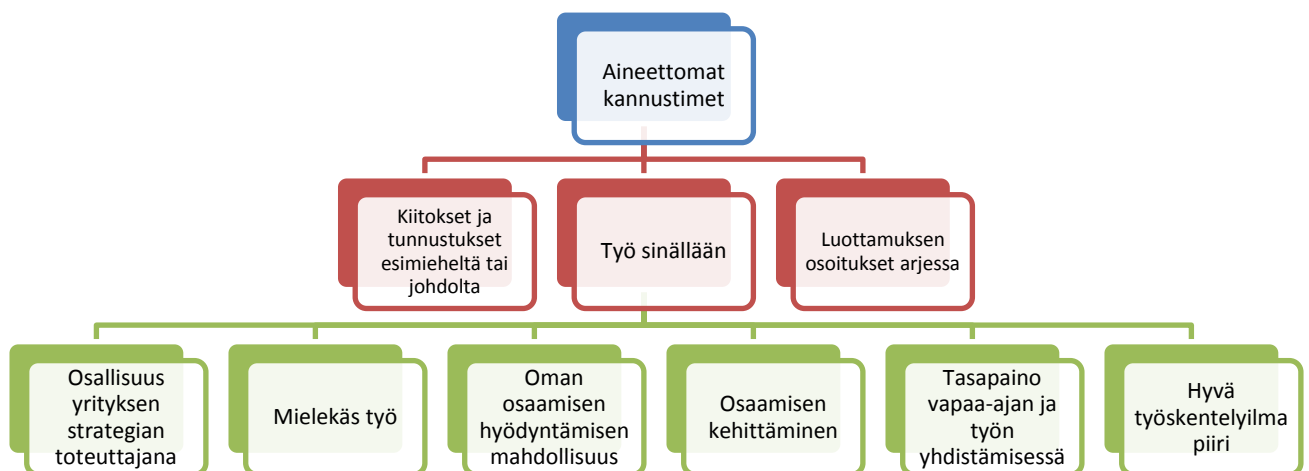 Aineettomat
kannustimet
Kiitokset ja
tunnustukset
esimieheltä tai
johdolta
Työ sinällään
Luottamuksen
osoitukset arjessa
Osallisuus
yrityksen
strategian
toteuttajana
Mielekäs työ
Oman
osaamisen
hyödyntämisen
mahdollisuus
Osaamisen
kehittäminen
Tasapaino
vapaa-ajan ja
työn
yhdistämisessä
Hyvä
työskentelyilma
piiri